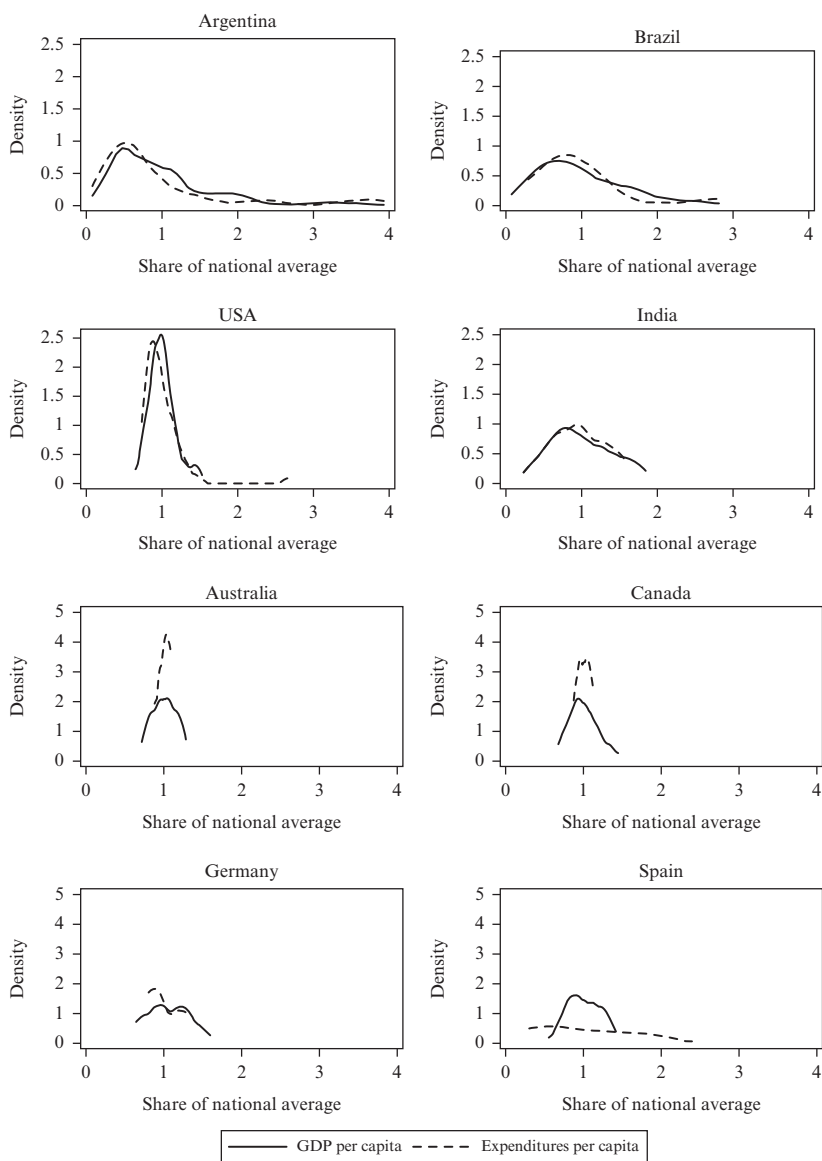 Argentina
2.5
2
1.5
1
0.5
0
Density
0 1 2 3 4
Share of national average
Brazil
2.5
2
1.5
1
0.5
0
Density
0 1 2 3 4
Share of national average
USA
2.5
2
1.5
1
0.5
0
Density
0 1 2 3 4
Share of national average
India
2.5
2
1.5
1
0.5
0
Density
0 1 2 3 4
Share of national average
Australia
5
4
3
2
1
0
Density
0 1 2 3 4
Share of national average
Canada
5
4
3
2
1
0
Density
0 1 2 3 4
Share of national average
Germany
5
4
3
2
1
0
Density
0 1 2 3 4
Share of national average
Spain
5
4
3
2
1
0
Density
0 1 2 3 4
Share of national average
GDP per capita Expenditures per capita